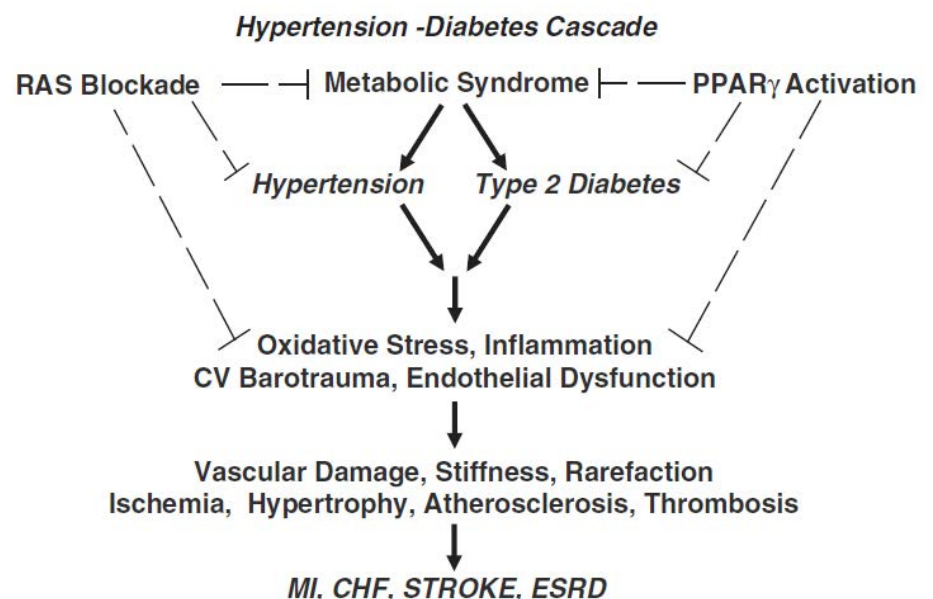 Hypertension -Diabetes Cascade
RAS Blockade Metabolic Syndrome PPARγ Activation
Hypertension Type 2 Diabetes
Oxidative Stress, Inflammation
CV Barotrauma, Endothelial Dysfunction
Vascular Damage, Stiffness, Rarefaction
Ischemia, Hypertrophy, Atherosclerosis, Thrombosis
MI, CHF, STROKE, ESRD